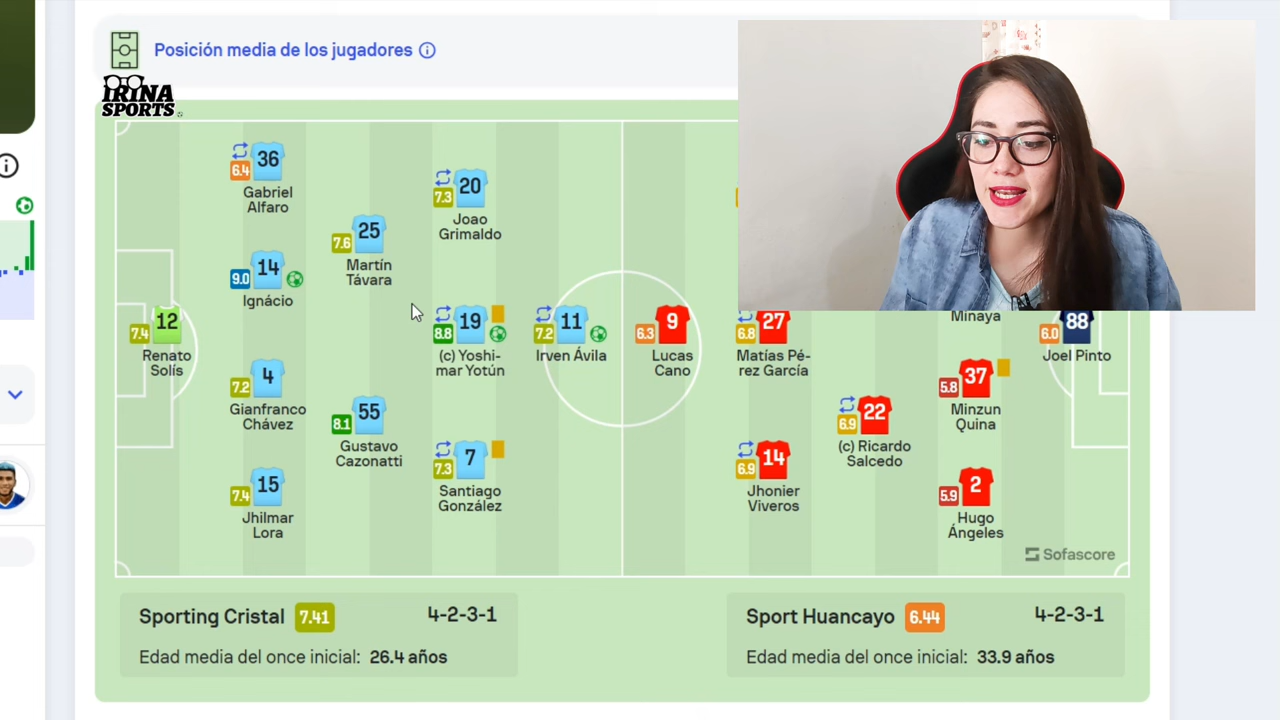 Posición media de los jugadores
IRINA
SPORTS
36
6.4
Gabriel
Alfaro
20
7.3
Joao
Grimaldo
25
7.6
Martín
Távara
14
9.0
Ignácio
12
7.4
Renato
Solís
19
8.8
(c) Yoshi-
mar Yotún
11
7.2
Irven Ávila
9
6.3
Lucas
Cano
27
6.8
Matías Pé-
rez García
Minaya
88
6.0
Joel Pinto
4
7.2
Gianfranco
Chávez
37
5.8
Minzun
Quina
55
8.1
Gustavo
Cazonatti
22
6.9
(c) Ricardo
Salcedo
7
7.3
Santiago
González
14
6.9
Jhonier
Viveros
15
7.4
Jhilmar
Lora
2
5.9
Hugo
Ángeles
Sofascore
Sporting Cristal 7.41 4-2-3-1
Edad media del once inicial: 26.4 años
Sport Huancayo 6.44 4-2-3-1
Edad media del once inicial: 33.9 años